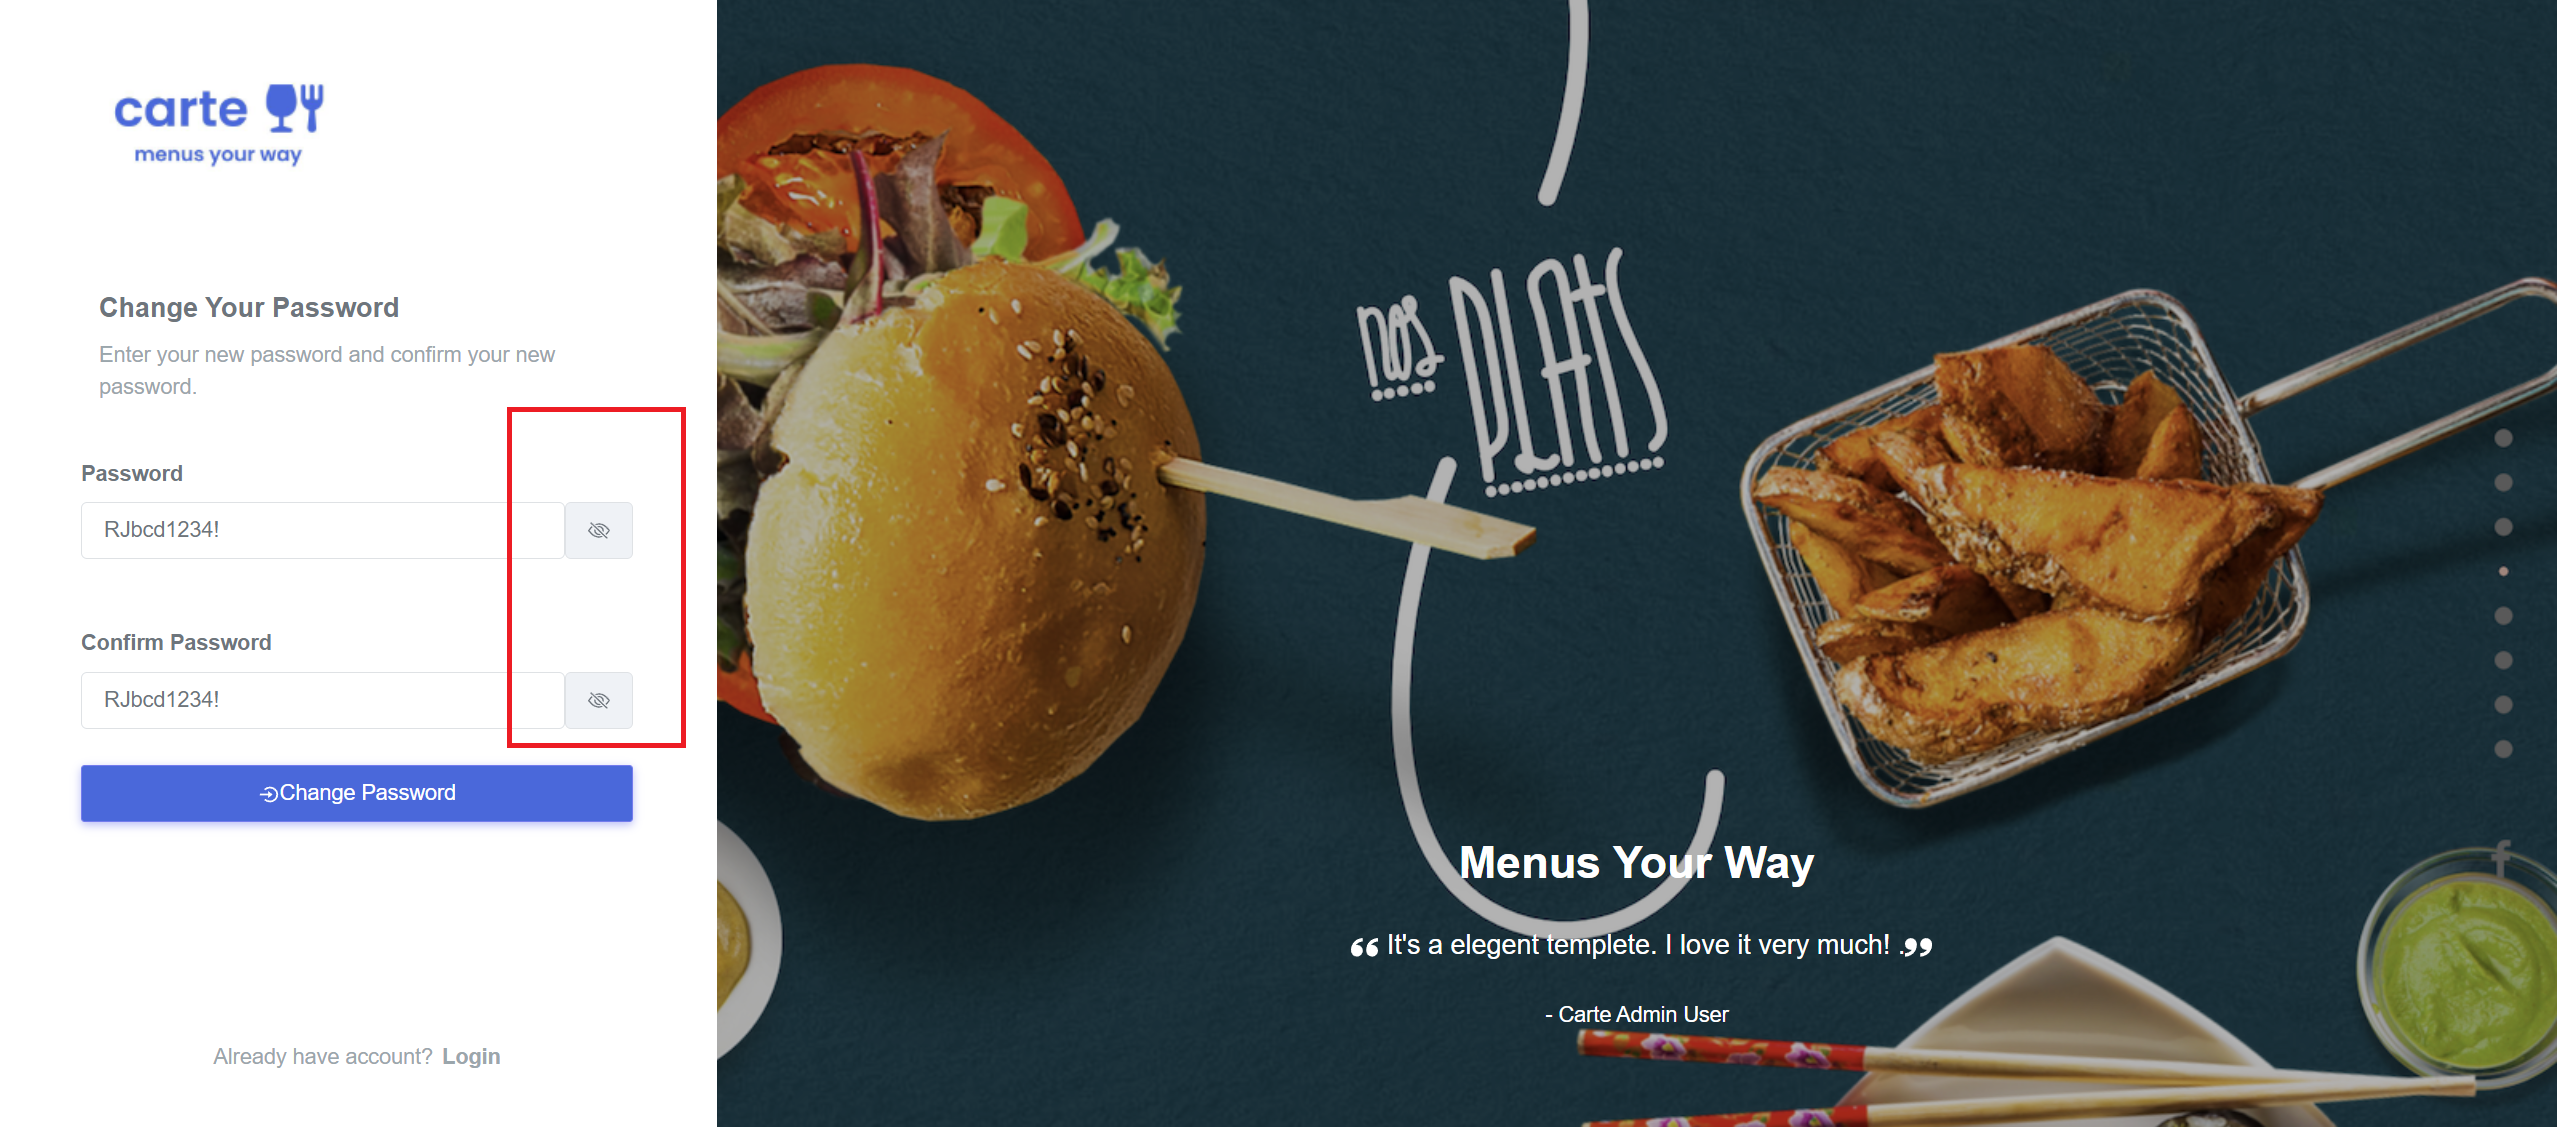 carte
menus your way
Change Your Password
Enter your new password and confirm your new
password.
Password
RJbcd1234!
Confirm Password
RJbcd1234!
Change Password
Already have account? Login
nos PLATS
Menus Your Way
“ It's a elegent templete. I love it very much! .”
- Carte Admin User